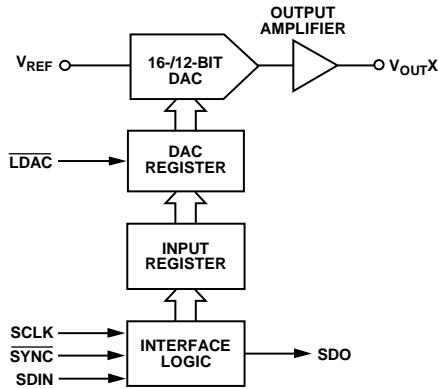 OUTPUT
AMPLIFIER
VREF
16-/12-BIT
DAC
VOUTX
LDAC
DAC
REGISTER
INPUT
REGISTER
SCLK
SYNC
SDIN
INTERFACE
LOGIC
SDO